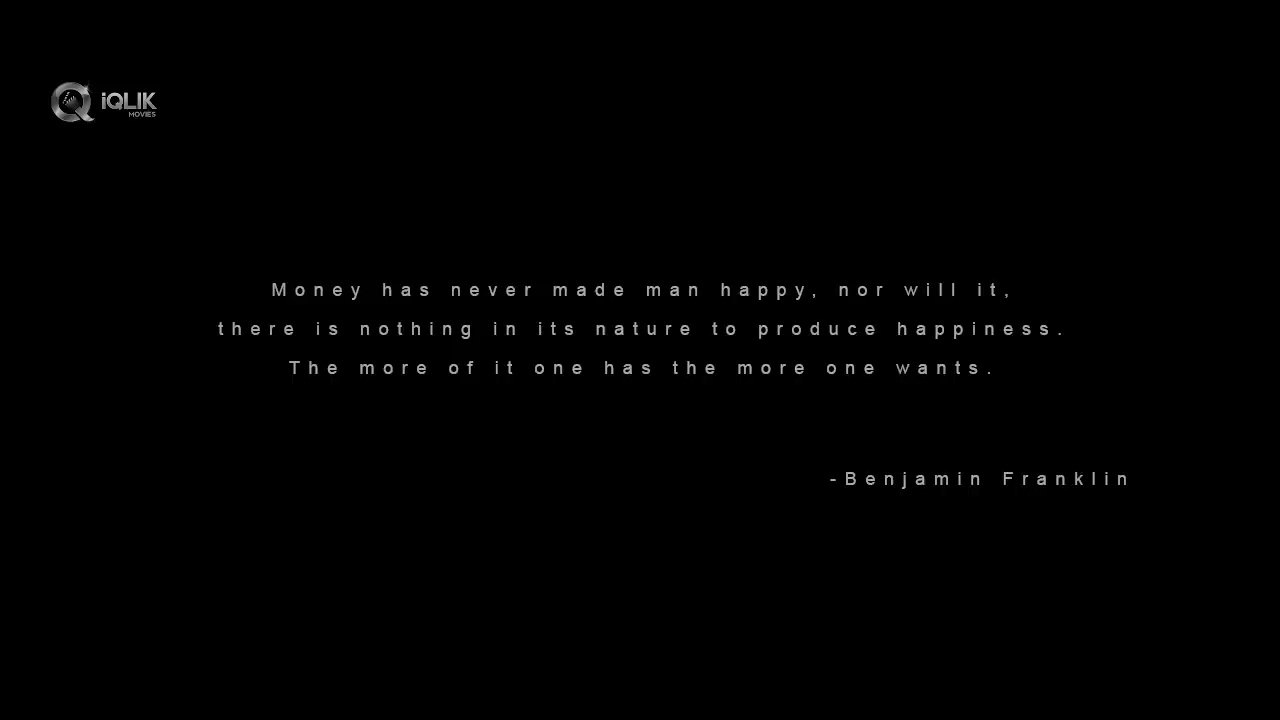 iQLIK
MOVIES
Money has never made man happy, nor will it,
there is nothing in its nature to produce happiness.
The more of it one has the more one wants.
-Benjamin Franklin